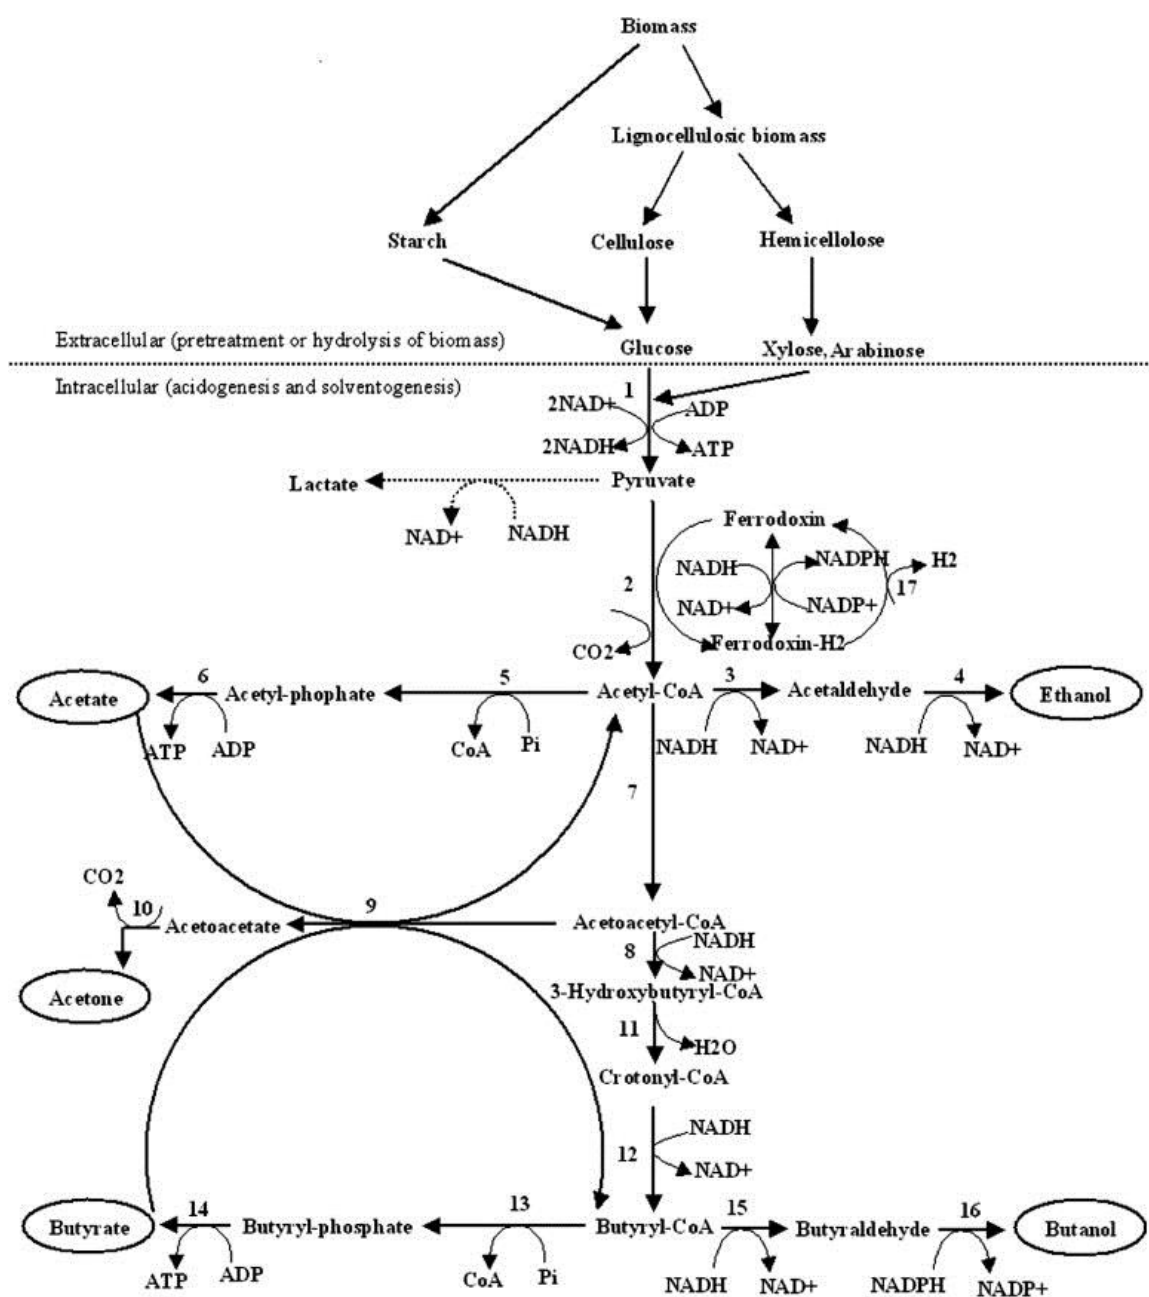 Biomass
Lignocellulosic biomass
Starch
Cellulose
Hemicellolose
Extracellular (pretreatment or hydrolysis of biomass)
Glucose
Xylose, Arabinose
Intracellular (acidogenesis and solventogenesis)
1
2NAD+
ADP
2NADH
ATP
Lactate
Pyruvate
NAD+
NADH
Ferrodoxin
NADH
NADPH
H2
2
17
NAD+
NADP+
CO2
Ferrodoxin-H2
Acetate
6
Acetyl-phophate
5
Acetyl-CoA
3
Acetaldehyde
4
Ethanol
ATP
ADP
CoA
Pi
NADH
NAD+
NADH
NAD+
7
CO2
10
Acetoacetate
9
Acetoacetyl-CoA
NADH
8
NAD+
Acetone
3-Hydroxybutyryl-CoA
11
H2O
Crotonyl-CoA
NADH
12
NAD+
Butyrate
14
Butyryl-phosphate
13
Butyryl-CoA
15
Butyraldehyde
16
Butanol
ATP
ADP
CoA
Pi
NADH
NAD+
NADPH
NADP+